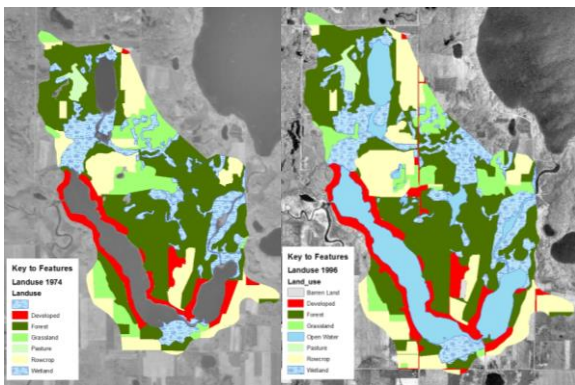 Key to Features
Landuse 1974
Landuse
Developed
Forest
Grassland
Pasture
Rowcrop
Wetland
Key to Features
Landuse 1996
Land_use
Barren Land
Developed
Forest
Grassland
Open Water
Pasture
Rowcrop
Wetland